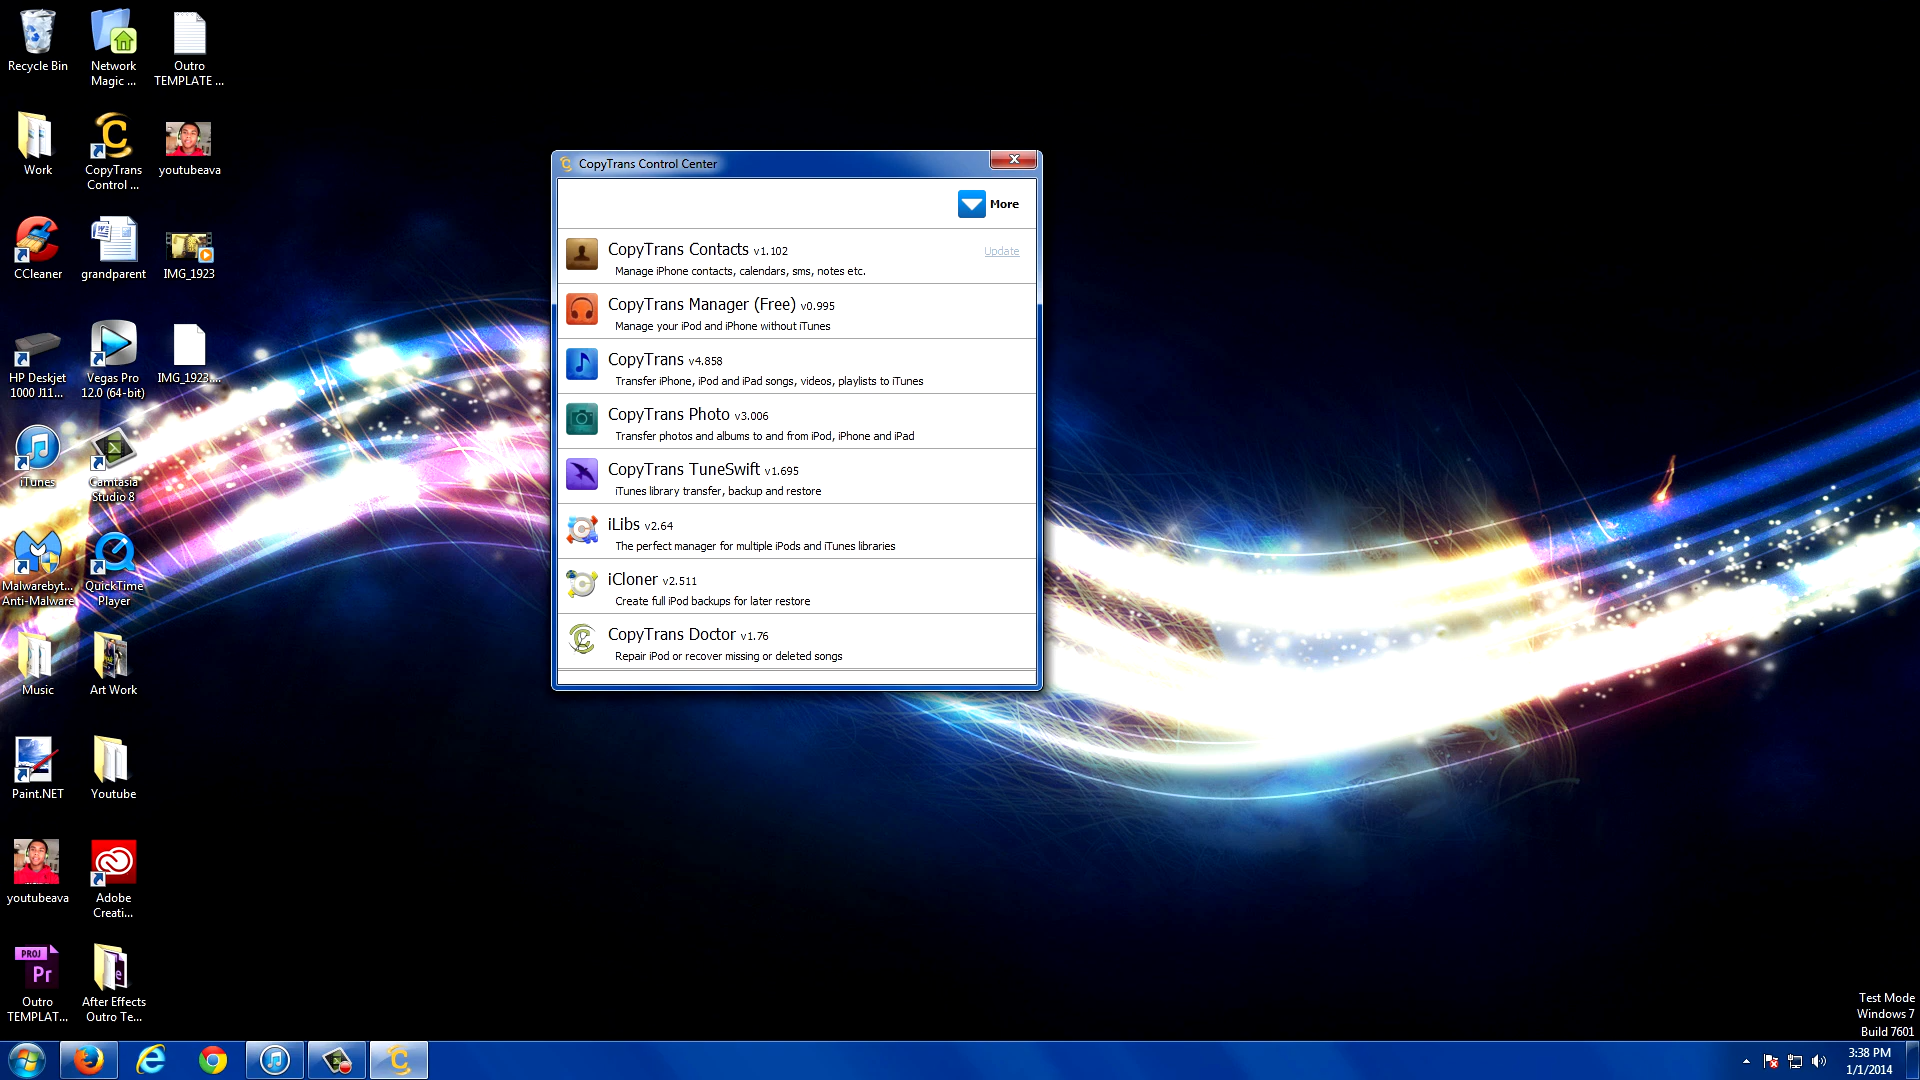 Recycle Bin
Network
Magic ...
Outro
TEMPLATE ...
Work
CopyTrans
Control ...
youtubeava
CCleaner
grandparent
IMG_1923
HP Deskjet
1000 J11...
Vegas Pro
12.0 (64-bit)
IMG_1923....
iTunes
Camtasia
Studio 8
Malwarebyt...
Anti-Malware
QuickTime
Player
Music
Art Work
Paint.NET
Youtube
youtubeava
Adobe
Creati...
PROJ
Pr
Outro
TEMPLAT...
After Effects
Outro Te...
CopyTrans Control Center
More
CopyTrans Contacts v1.102
Update
Manage iPhone contacts, calendars, sms, notes etc.
CopyTrans Manager (Free) v0.995
Manage your iPod and iPhone without iTunes
CopyTrans v4.858
Transfer iPhone, iPod and iPad songs, videos, playlists to iTunes
CopyTrans Photo v3.006
Transfer photos and albums to and from iPod, iPhone and iPad
CopyTrans TuneSwift v1.695
iTunes library transfer, backup and restore
iLibs v2.64
The perfect manager for multiple iPods and iTunes libraries
iCloner v2.511
Create full iPod backups for later restore
CopyTrans Doctor v1.76
Repair iPod or recover missing or deleted songs
Test Mode
Windows 7
Build 7601
3:38 PM
1/1/2014